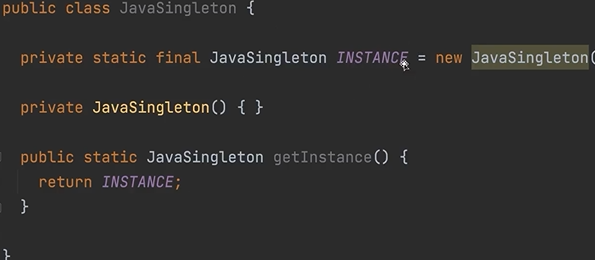 public class JavaSingleton {
private static final JavaSingleton INSTANCE = new JavaSingleton(
private JavaSingleton() { }
public static JavaSingleton getInstance() {
return INSTANCE;
}
}